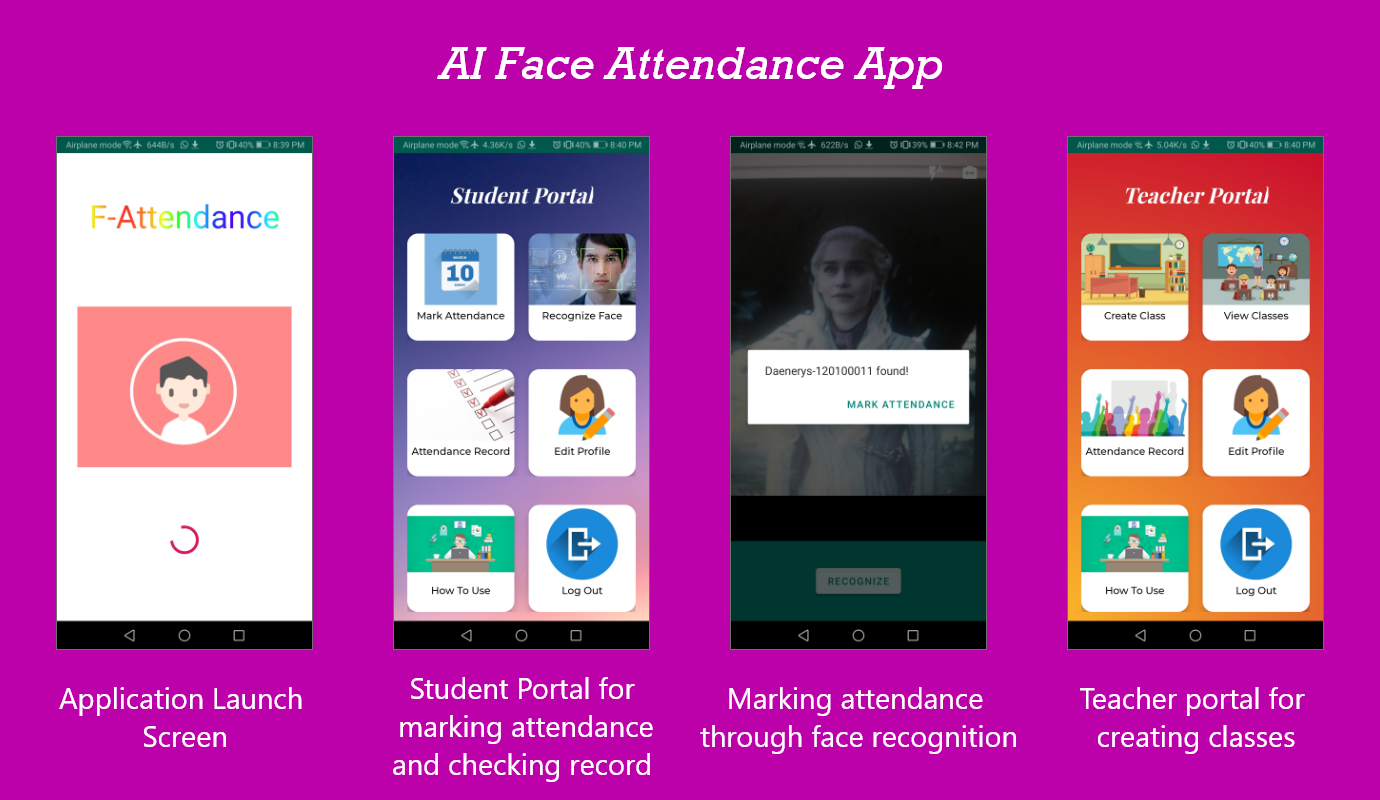 AI Face Attendance App
Airplane mode 644B/s 40% 8:39 PM
F-Attendance
Application Launch
Screen
Airplane mode 4.36K/s 40% 8:40 PM
Student Portal
MARCH
10
Mark Attendance
Recognize Face
Attendance Record
Edit Profile
How To Use
Log Out
Student Portal for
marking attendance
and checking record
Airplane mode 622B/s 39% 8:42 PM
Daenerys-120100011 found!
MARK ATTENDANCE
RECOGNIZE
Marking attendance
through face recognition
Airplane mode 5.04K/s 40% 8:40 PM
Teacher Portal
Create Class
View Classes
Attendance Record
Edit Profile
How To Use
Log Out
Teacher portal for
creating classes